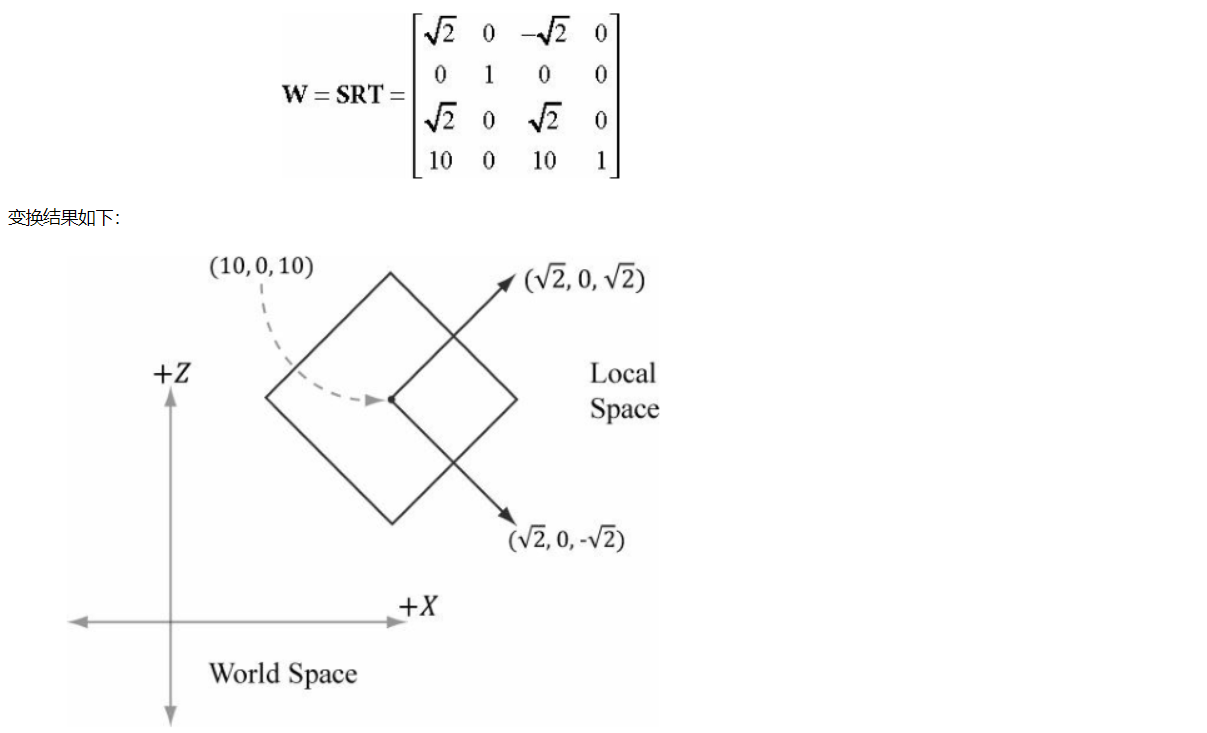 W = SRT =
√2 0 −√2 0
0 1 0 0
√2 0 √2 0
10 0 10 1
变换结果如下：
(10, 0, 10)
(√2, 0, √2)
+Z
Local
Space
(√2, 0, -√2)
+X
World Space